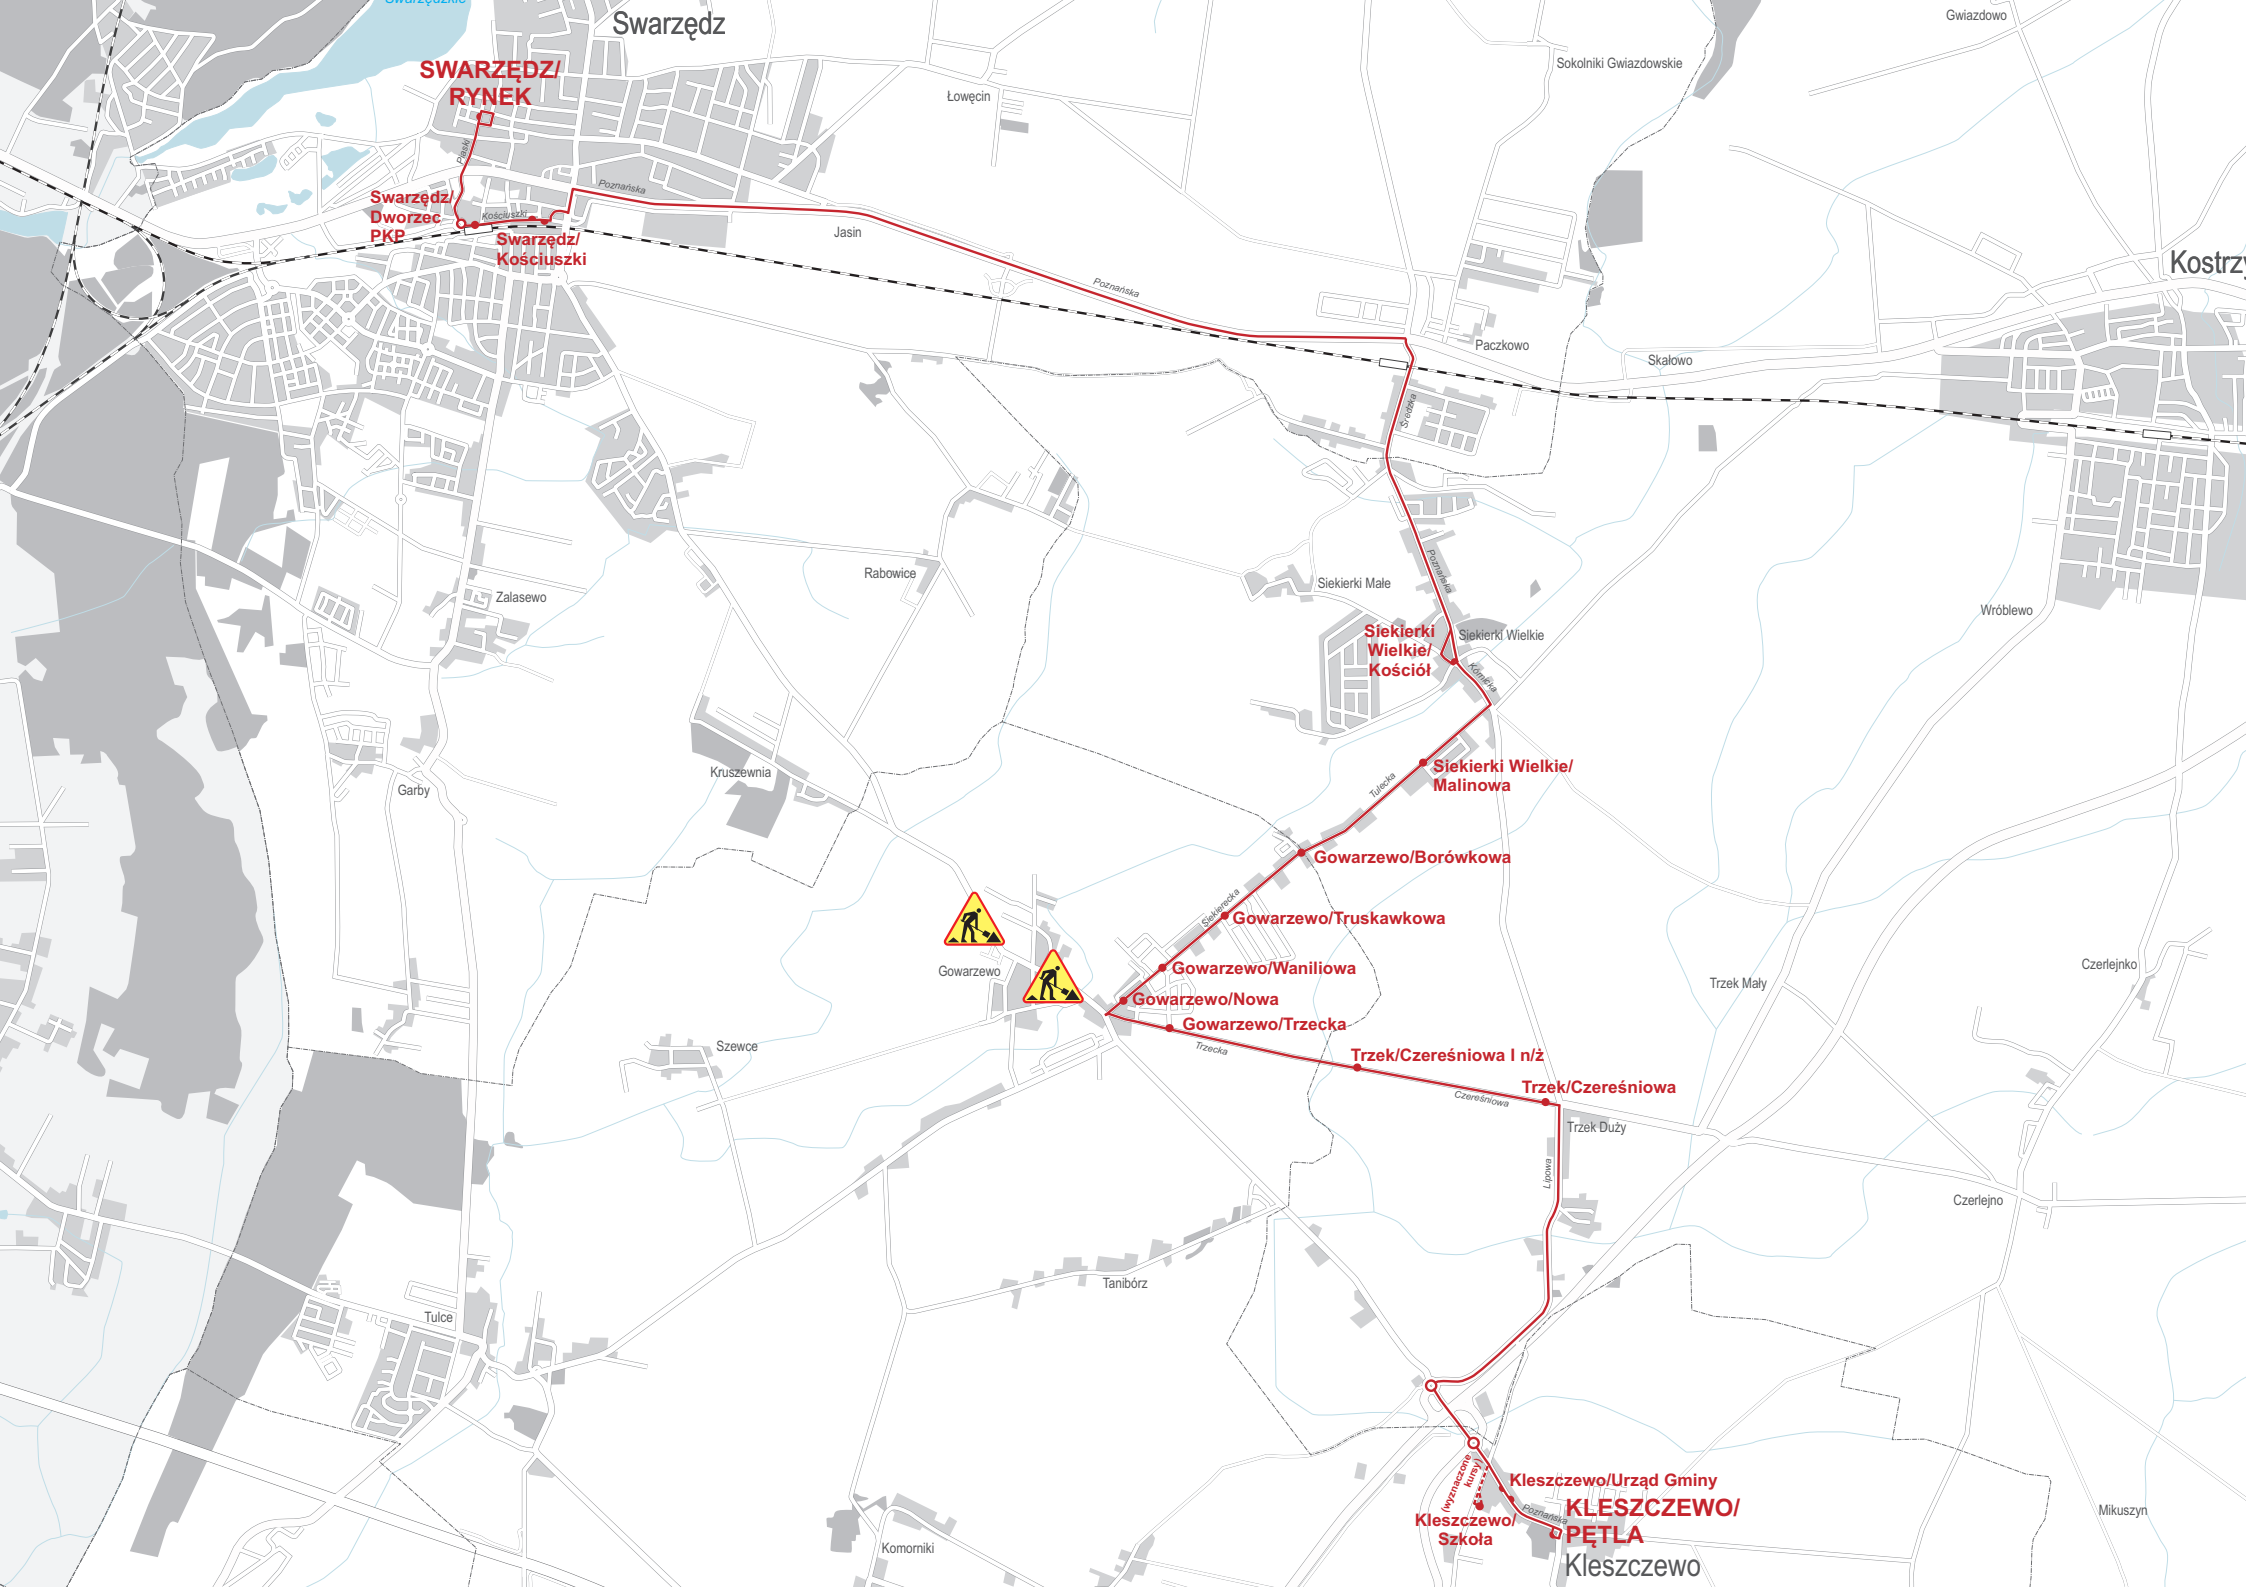 Swarzędzkie
Swarzędz
Gwiazdowo
Sokolniki Gwiazdowskie
SWARZĘDZ/
RYNEK
Łowęcin
Piaski
Poznańska
Swarzędz/
Dworzec
PKP
Kościuszki
Swarzędz/
Kościuszki
Jasin
Poznańska
Kostrzy
Paczkowo
Skałowo
Średzka
Rabowice
Poznańska
Siekierki Małe
Zalasewo
Wróblewo
Siekierki
Wielkie/
Kościół
Siekierki Wielkie
Kórnicka
Kruszewnia
Garby
Siekierki Wielkie/
Malinowa
Tulecka
Gowarzewo/Borówkowa
Siekierecka
Gowarzewo/Truskawkowa
Gowarzewo
Gowarzewo/Waniliowa
Czerlejnko
Trzek Mały
Gowarzewo/Nowa
Gowarzewo/Trzecka
Szewce
Trzecka
Trzek/Czereśniowa I n/ż
Trzek/Czereśniowa
Czereśniowa
Trzek Duży
Lipowa
Czerlejno
Tanibórz
Tulce
(wyznaczone
kursy)
Kleszczewo/Urząd Gminy
Poznańska
KLESZCZEWO/
PĘTLA
Kleszczewo/
Szkoła
Mikuszyn
Komorniki
Kleszczewo